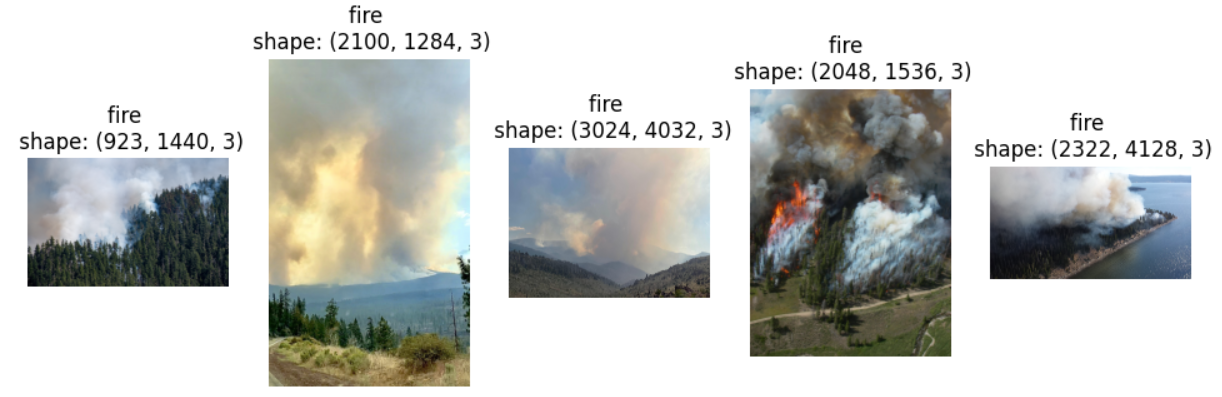 fire
shape: (923, 1440, 3)
fire
shape: (2100, 1284, 3)
fire
shape: (3024, 4032, 3)
fire
shape: (2048, 1536, 3)
fire
shape: (2322, 4128, 3)